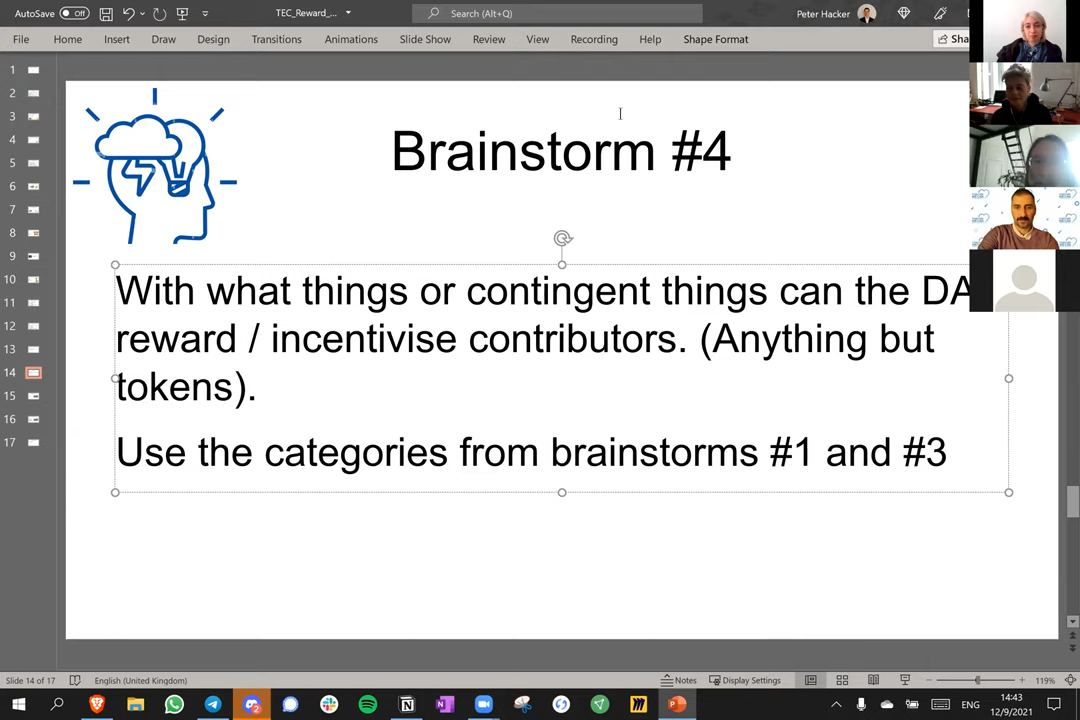 AutoSave Off
TEC_Reward_...
Search (Alt+Q)
Peter Hacker
File Home Insert Draw Design Transitions Animations Slide Show Review View Recording Help Shape Format
1
2
3
4
5
6
7
8
9
10
11
12
13
14
15
16
17
Brainstorm #4
With what things or contingent things can the
reward / incentivise contributors. (Anything but
tokens).
Use the categories from brainstorms #1 and #3
Slide 14 of 17 English (United Kingdom) Notes Display Settings 119%
ENG
14:43
12/9/2021